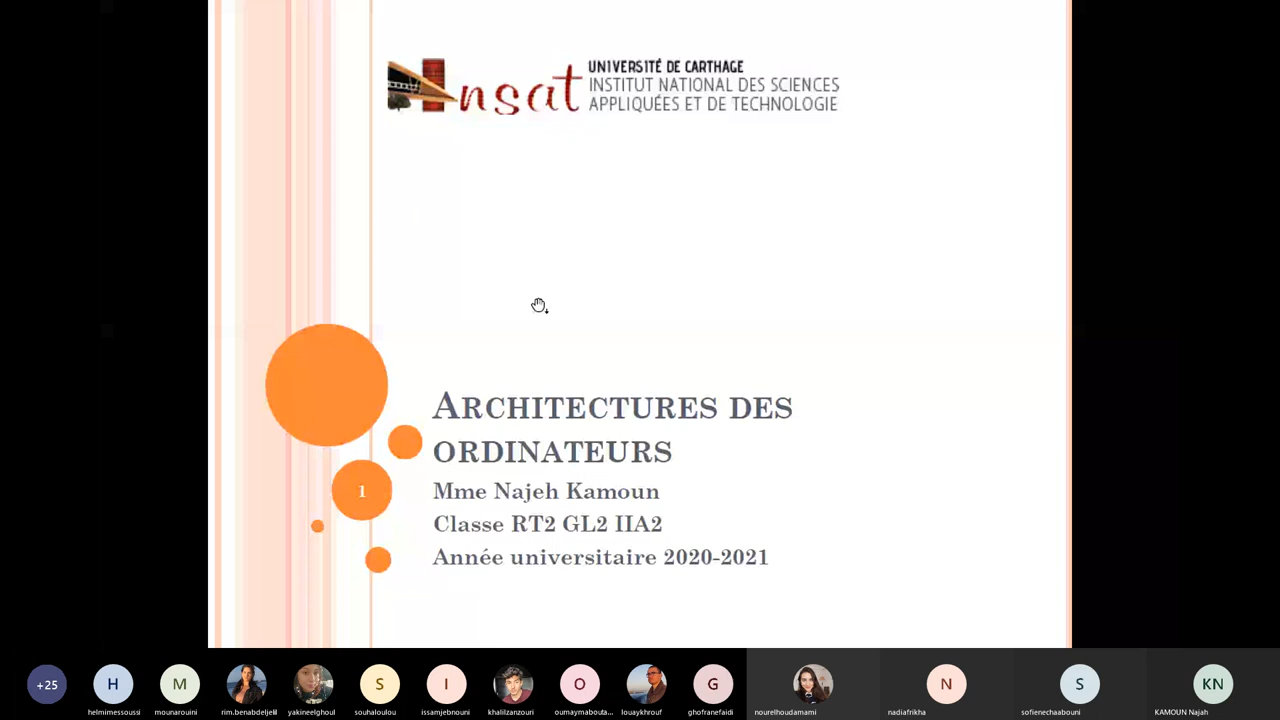 Insat
UNIVERSITÉ DE CARTHAGE
INSTITUT NATIONAL DES SCIENCES
APPLIQUÉES ET DE TECHNOLOGIE
ARCHITECTURES DES
ORDINATEURS
Mme Najeh Kamoun
1
Classe RT2 GL2 IIA2
Année universitaire 2020-2021
+25
H
M
S
I
O
G
N
S
KN
helmimessoussi
mounarouini
rim.benabdeljelil
yakineelghoul
souhaloulou
issamjebnouni
khalilzanzouri
oumaymabouta...
louaykhrouf
ghofranefaidi
nourelhoudamami
nadiafrikha
sofienechaabouni
KAMOUN Najah